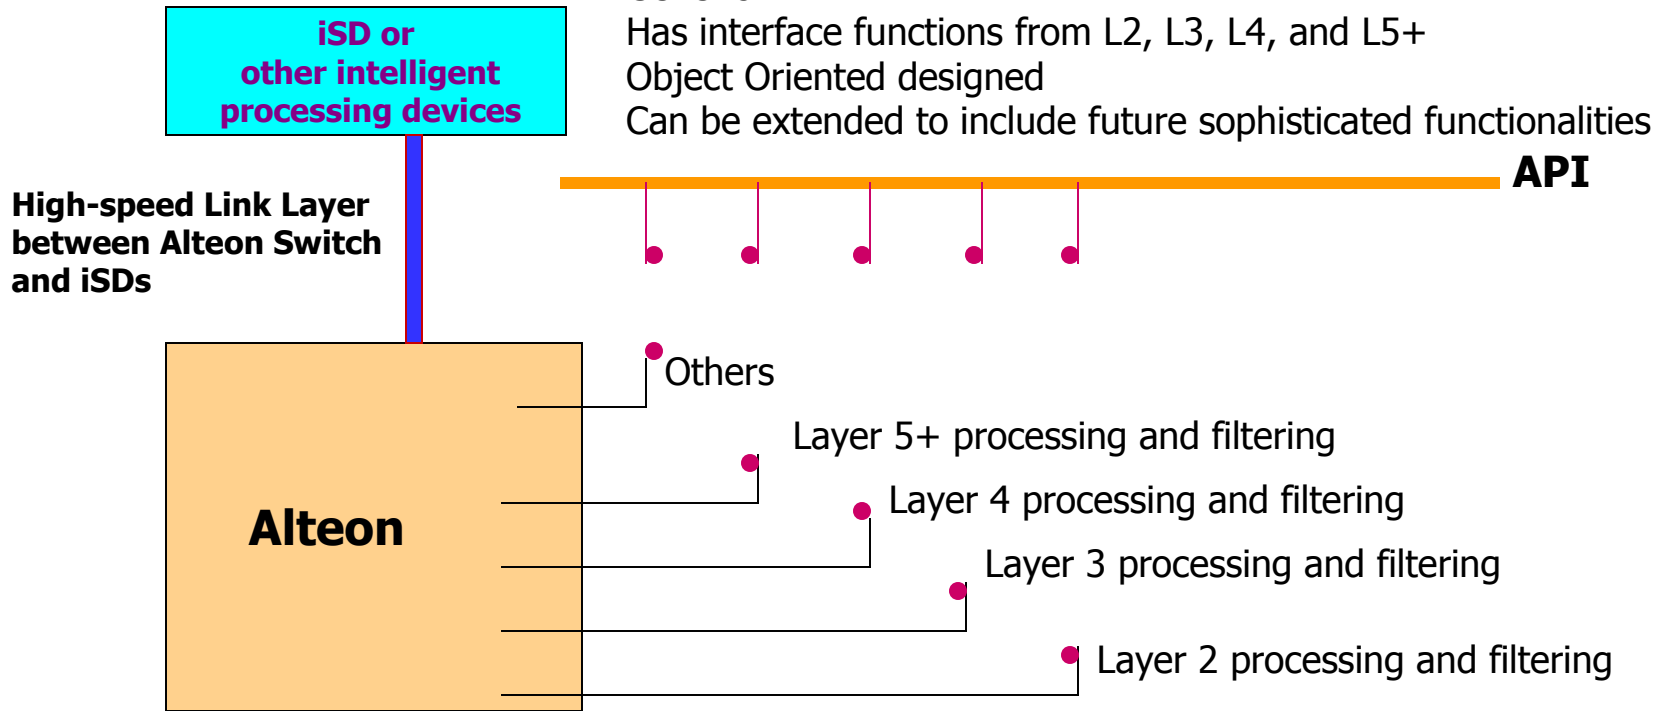 iSD or
other intelligent
processing devices
Has interface functions from L2, L3, L4, and L5+
Object Oriented designed
Can be extended to include future sophisticated functionalities
API
High-speed Link Layer
between Alteon Switch
and iSDs
Others
Layer 5+ processing and filtering
Layer 4 processing and filtering
Alteon
Layer 3 processing and filtering
Layer 2 processing and filtering